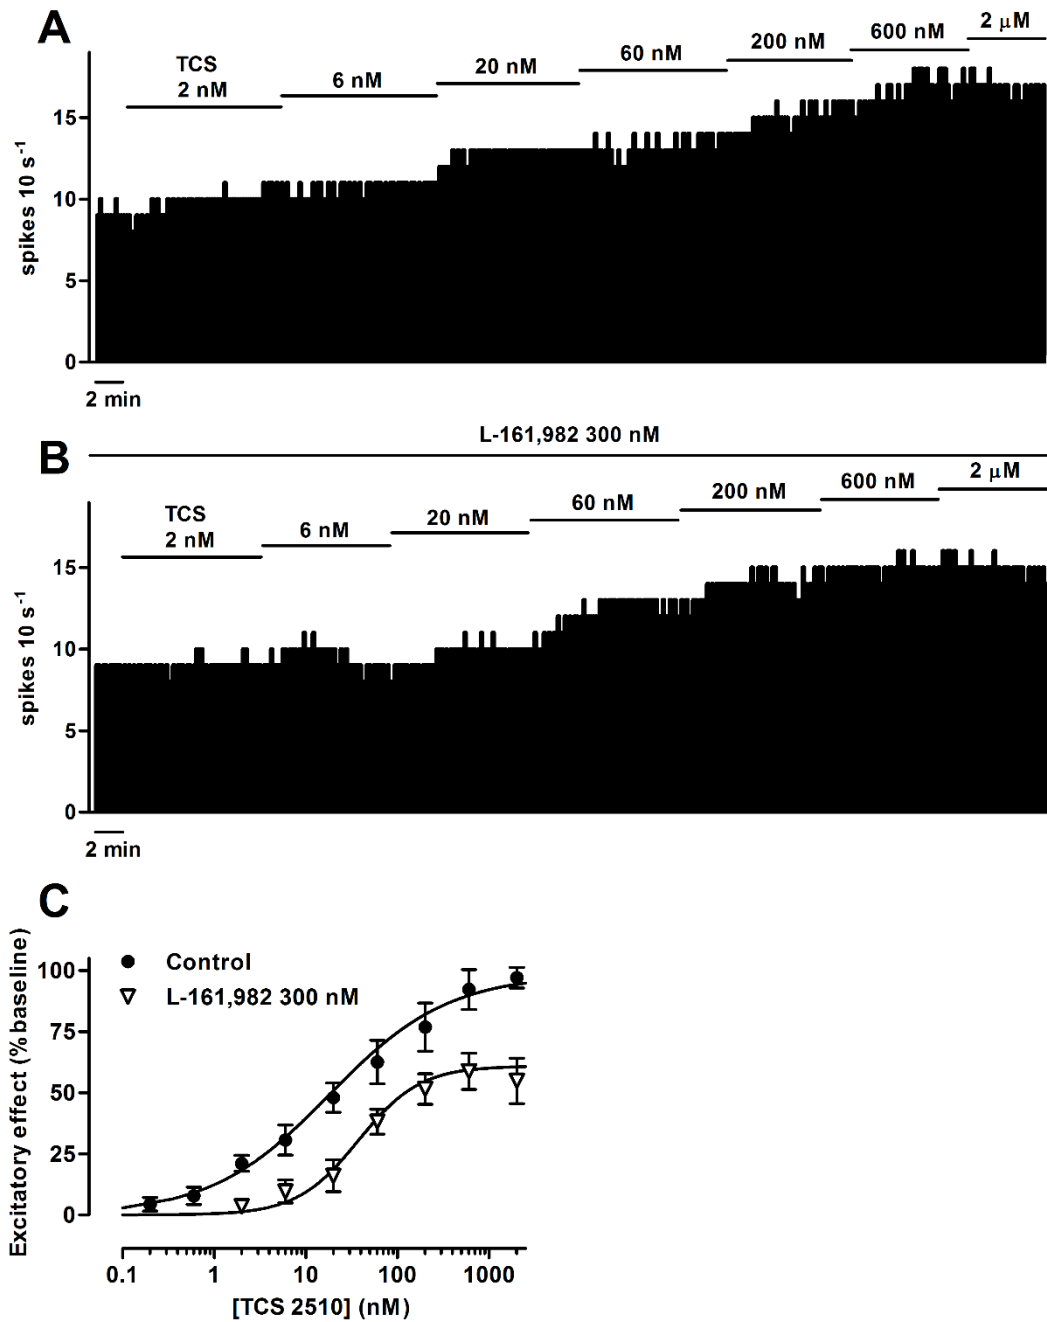 A
TCS
2 nM
6 nM
20 nM
60 nM
200 nM
600 nM
2 μM
spikes 10 s⁻¹
15
10
5
0
2 min
L-161,982 300 nM
B
TCS
2 nM
6 nM
20 nM
60 nM
200 nM
600 nM
2 μM
spikes 10 s⁻¹
15
10
5
0
2 min
C
Excitatory effect (% baseline)
100
75
50
25
0
Control
L-161,982 300 nM
0.1 1 10 100 1000
[TCS 2510] (nM)